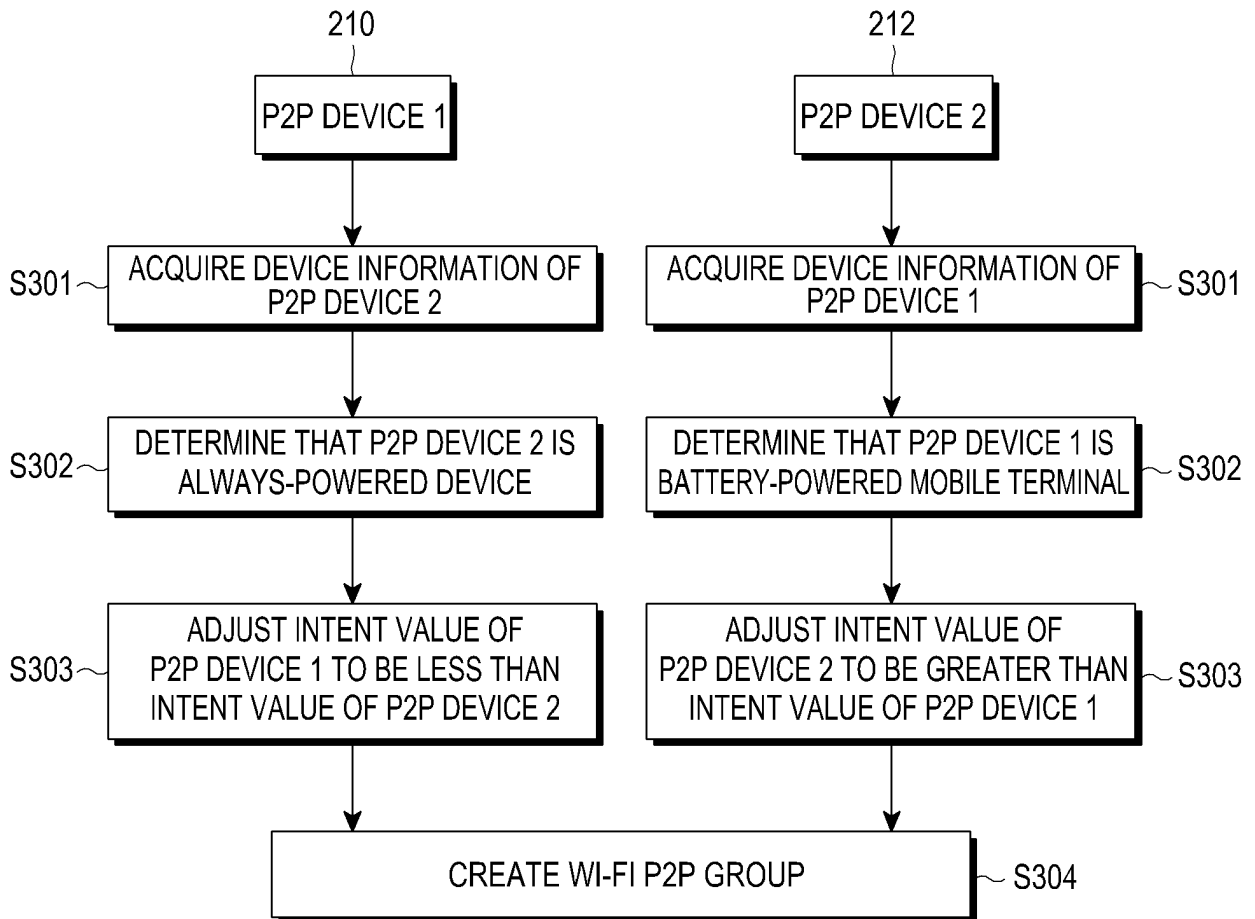 210
212
P2P DEVICE 1
P2P DEVICE 2
S301
ACQUIRE DEVICE INFORMATION OF
P2P DEVICE 2
ACQUIRE DEVICE INFORMATION OF
P2P DEVICE 1
S301
S302
DETERMINE THAT P2P DEVICE 2 IS
ALWAYS-POWERED DEVICE
DETERMINE THAT P2P DEVICE 1 IS
BATTERY-POWERED MOBILE TERMINAL
S302
S303
ADJUST INTENT VALUE OF
P2P DEVICE 1 TO BE LESS THAN
INTENT VALUE OF P2P DEVICE 2
ADJUST INTENT VALUE OF
P2P DEVICE 2 TO BE GREATER THAN
INTENT VALUE OF P2P DEVICE 1
S303
CREATE WI-FI P2P GROUP
S304